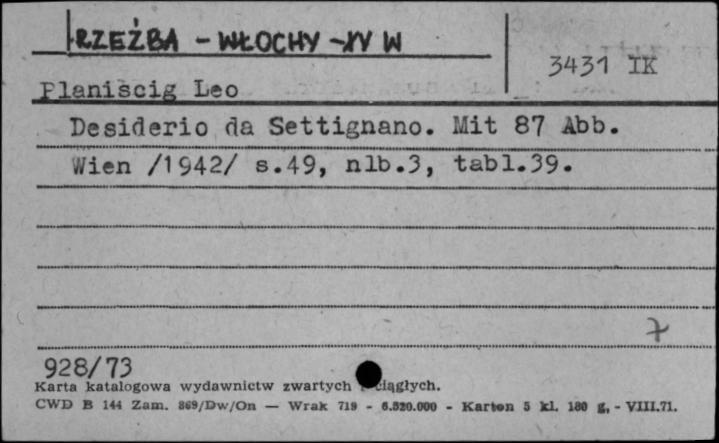 RZEŹBA - WŁOCHY - XV W
3431 IK
Planiscig Leo
Desiderio da Settignano. Mit 87 Abb.
Wien /1942/ s.49, nlb.3, tabl.39.
7
928/73
Karta katalogowa wydawnictw zwartych ciągłych.
CWD B 144 Zam. 869/Dw/On — Wrak 719 - 6.520.000 - Karton 5 kl. 180 g, - VIII.71.